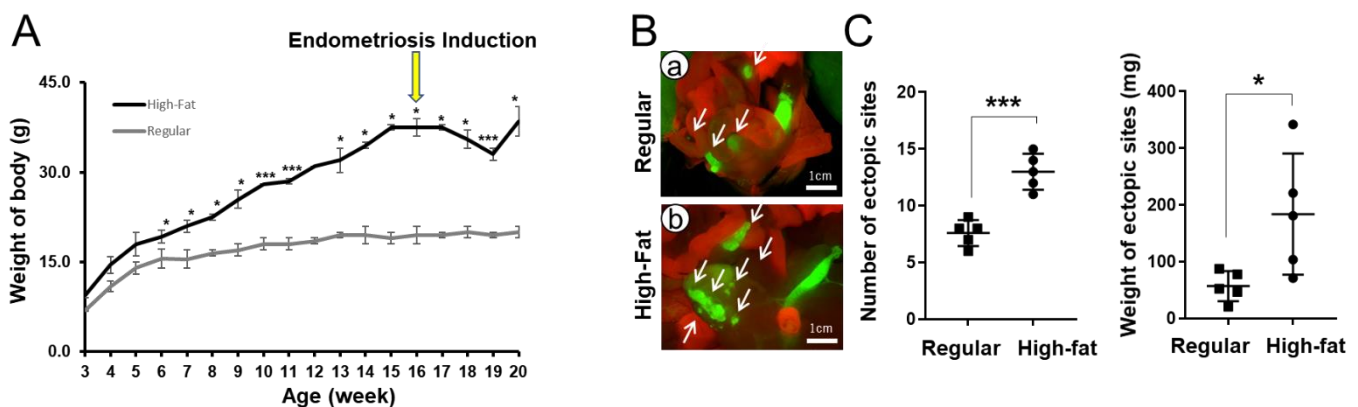 A
Endometriosis Induction
Weight of body (g)
45.0
30.0
15.0
0.0
High-Fat
Regular
* * * * *** *** * * * * * * *** *
3 4 5 6 7 8 9 10 11 12 13 14 15 16 17 18 19 20
Age (week)
B
Regular
a
1cm
High-Fat
b
1cm
C
Number of ectopic sites
20
15
10
5
0
***
Regular High-fat
Weight of ectopic sites (mg)
400
300
200
100
0
*
Regular High-fat